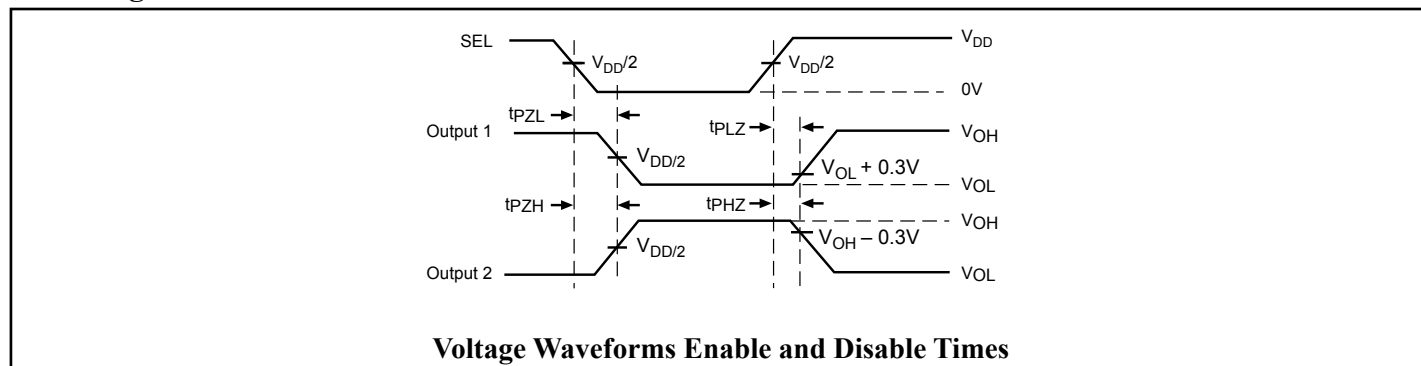 SEL
VDD
VDD/2
VDD/2
0V
tPZL
tPLZ
Output 1
VOH
VDD/2
VOL + 0.3V
VOL
tPZH
tPHZ
VOH
VOH – 0.3V
VDD/2
Output 2
VOL
Voltage Waveforms Enable and Disable Times